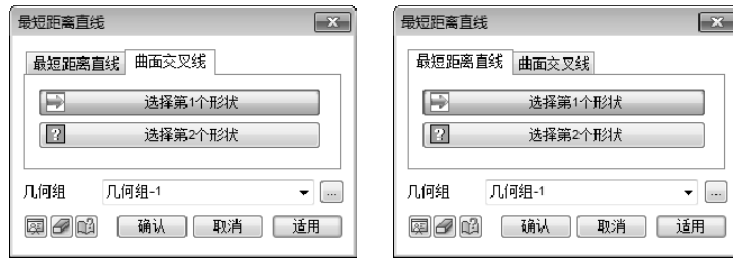 最短距离直线
最短距离直线 曲面交叉线
选择第1个形状
选择第2个形状
几何组 几何组-1
确认 取消 适用
最短距离直线
最短距离直线 曲面交叉线
选择第1个形状
选择第2个形状
几何组 几何组-1
确认 取消 适用